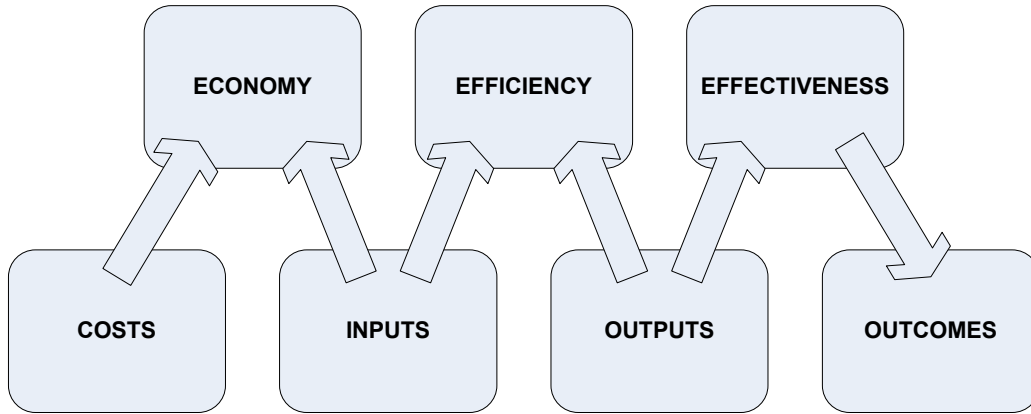 ECONOMY
EFFICIENCY
EFFECTIVENESS
COSTS
INPUTS
OUTPUTS
OUTCOMES